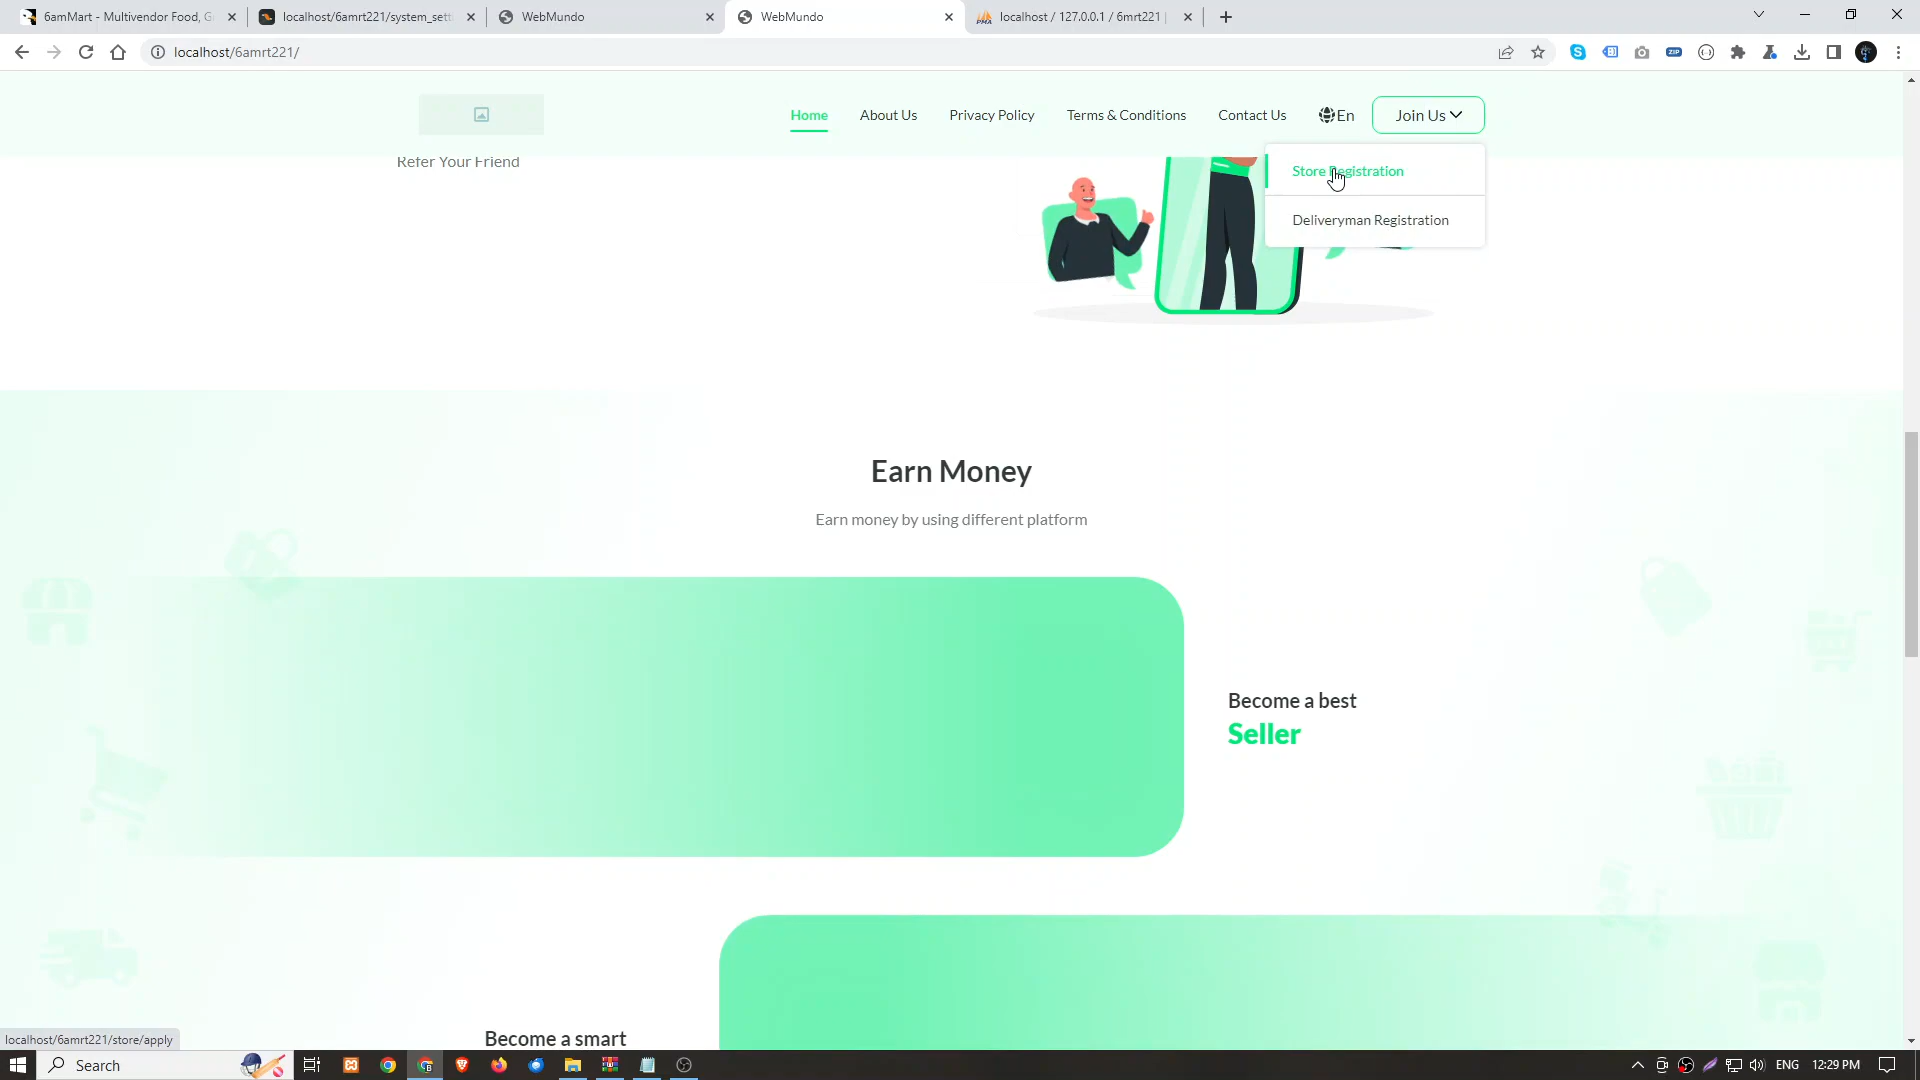 6amMart - Multivendor Food, G
localhost/6amrt221/system_sett
WebMundo
WebMundo
localhost / 127.0.0.1 / 6mrt221 |
localhost/6amrt221/
Home
About Us
Privacy Policy
Terms & Conditions
Contact Us
En
Join Us
Refer Your Friend
Store Registration
Deliveryman Registration
Earn Money
Earn money by using different platform
Become a best
Seller
Become a smart
localhost/6amrt221/store/apply
Search
ENG
12:29 PM